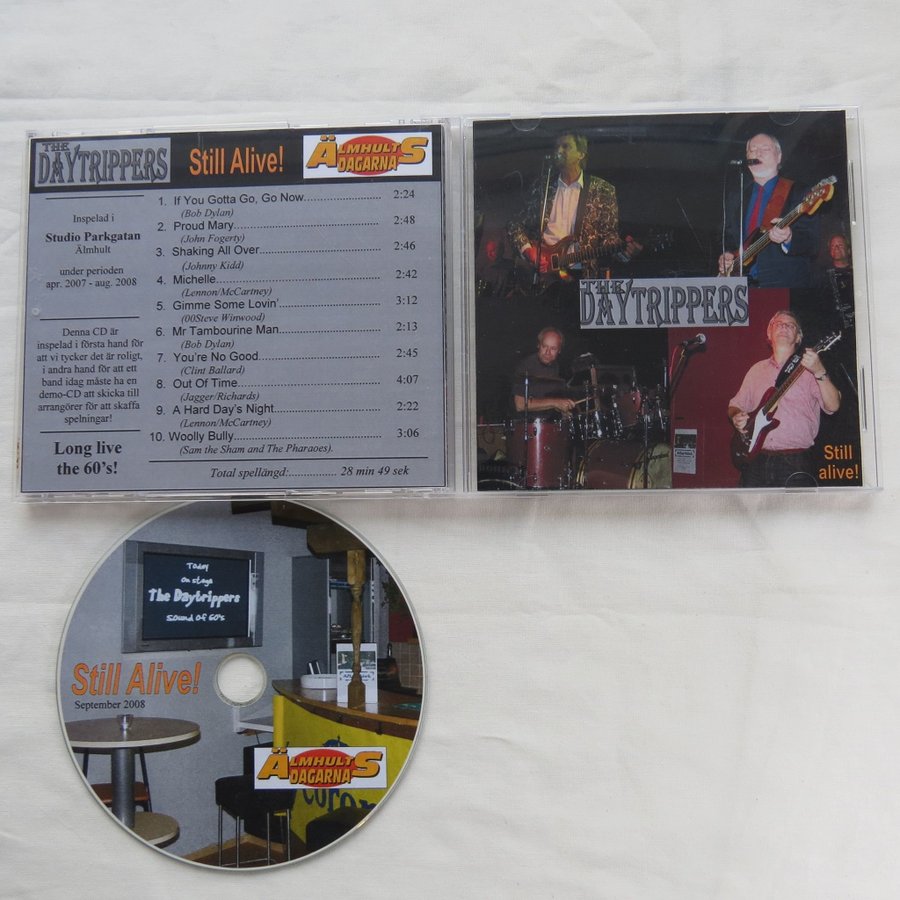 THE
DAYTRIPPERS
Still Alive!
ÄLMHULTS
DAGARNA
Inspelad i
Studio Parkgatan
Älmhult
under perioden
apr. 2007 - aug. 2008
Denna CD är
inspelad i första hand för
att vi tycker det är roligt,
i andra hand för att ett
band idag måste ha en
demo-CD att skicka till
arrangörer för att skaffa
spelningar!
Long live
the 60's!
1. If You Gotta Go, Go Now........................ 2:24
(Bob Dylan)
2. Proud Mary............................................ 2:48
(John Fogerty)
3. Shaking All Over.................................... 2:46
(Johnny Kidd)
4. Michelle.................................................. 2:42
(Lennon/McCartney)
5. Gimme Some Lovin'............................... 3:12
(00Steve Winwood)
6. Mr Tambourine Man............................... 2:13
(Bob Dylan)
7. You're No Good..................................... 2:45
(Clint Ballard)
8. Out Of Time........................................... 4:07
(Jagger/Richards)
9. A Hard Day's Night................................ 2:22
(Lennon/McCartney)
10. Woolly Bully.......................................... 3:06
(Sam the Sham and The Pharaoes).
Total spellängd:............... 28 min 49 sek
THE
DAYTRIPPERS
Still
alive!
Today
on stage
The Daytrippers
Sound of 60's
Still Alive!
September 2008
ÄLMHULTS
DAGARNA